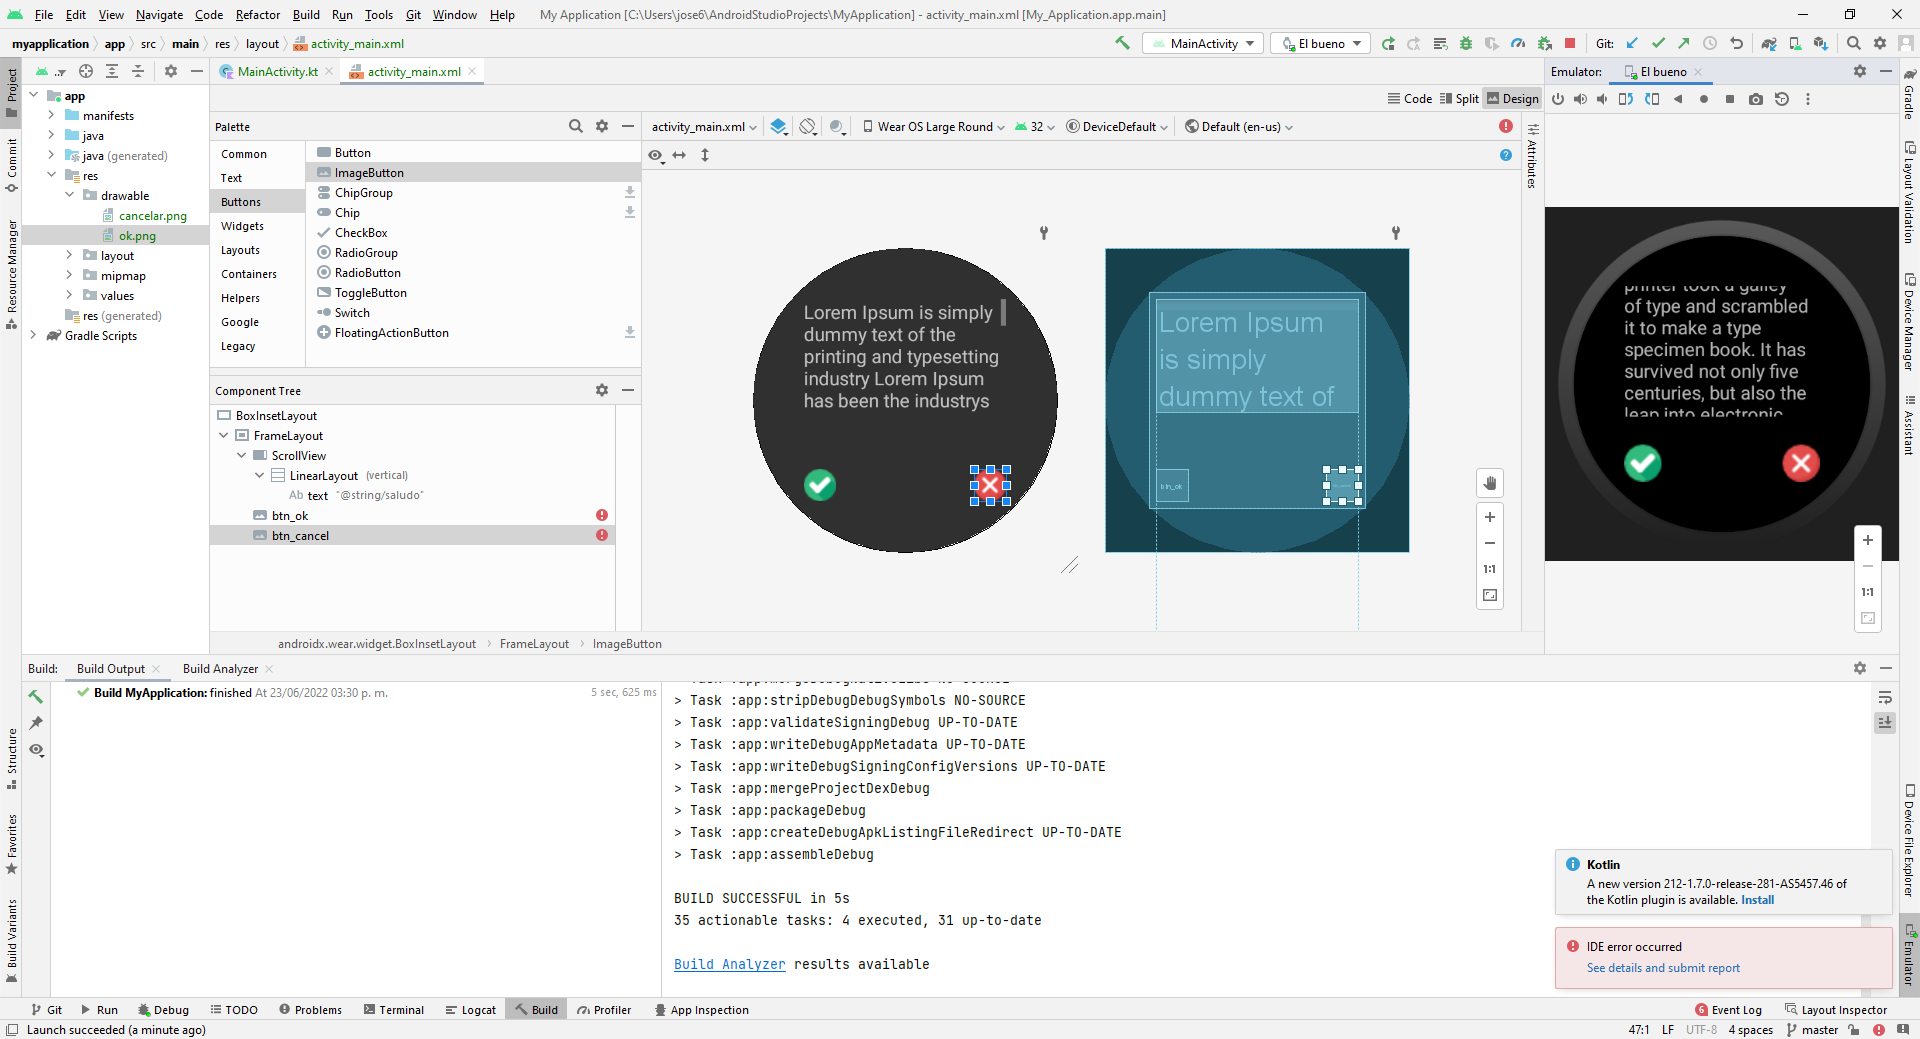 File Edit View Navigate Code Refactor Build Run Tools Git Window Help My Application [C:\Users\jose6\AndroidStudioProjects\MyApplication] - activity_main.xml [My_Application.app.main]
myapplication app src main res layout activity_main.xml MainActivity El bueno Git:
MainActivity.kt activity_main.xml Emulator: El bueno
Code Split Design
Project
Commit
Resource Manager
Structure
Favorites
Build Variants
app
manifests
java
java (generated)
res
drawable
cancelar.png
ok.png
layout
mipmap
values
res (generated)
Gradle Scripts
Palette
Common
Text
Buttons
Widgets
Layouts
Containers
Helpers
Google
Legacy
Button
ImageButton
ChipGroup
Chip
CheckBox
RadioGroup
RadioButton
ToggleButton
Switch
FloatingActionButton
Component Tree
BoxInsetLayout
FrameLayout
ScrollView
LinearLayout (vertical)
Ab text "@string/saludo"
btn_ok
btn_cancel
activity_main.xml Wear OS Large Round 32 DeviceDefault Default (en-us)
Attributes
Lorem Ipsum is simply
dummy text of the
printing and typesetting
industry Lorem Ipsum
has been the industrys
Lorem Ipsum
is simply
dummy text of
btn_ok
1:1
printer took a galley
of type and scrambled
it to make a type
specimen book. It has
survived not only five
centuries, but also the
leap into electronic
1:1
Gradle
Layout Validation
Device Manager
Assistant
Device File Explorer
Emulator
androidx.wear.widget.BoxInsetLayout FrameLayout ImageButton
Build: Build Output Build Analyzer
Build MyApplication: finished At 23/06/2022 03:30 p. m. 5 sec, 625 ms
> Task :app:stripDebugDebugSymbols NO-SOURCE
> Task :app:validateSigningDebug UP-TO-DATE
> Task :app:writeDebugAppMetadata UP-TO-DATE
> Task :app:writeDebugSigningConfigVersions UP-TO-DATE
> Task :app:mergeProjectDexDebug
> Task :app:packageDebug
> Task :app:createDebugApkListingFileRedirect UP-TO-DATE
> Task :app:assembleDebug
BUILD SUCCESSFUL in 5s
35 actionable tasks: 4 executed, 31 up-to-date
Build Analyzer results available
Kotlin
A new version 212-1.7.0-release-281-AS5457.46 of
the Kotlin plugin is available. Install
IDE error occurred
See details and submit report
Git Run Debug TODO Problems Terminal Logcat Build Profiler App Inspection 6 Event Log Layout Inspector
Launch succeeded (a minute ago) 47:1 LF UTF-8 4 spaces master